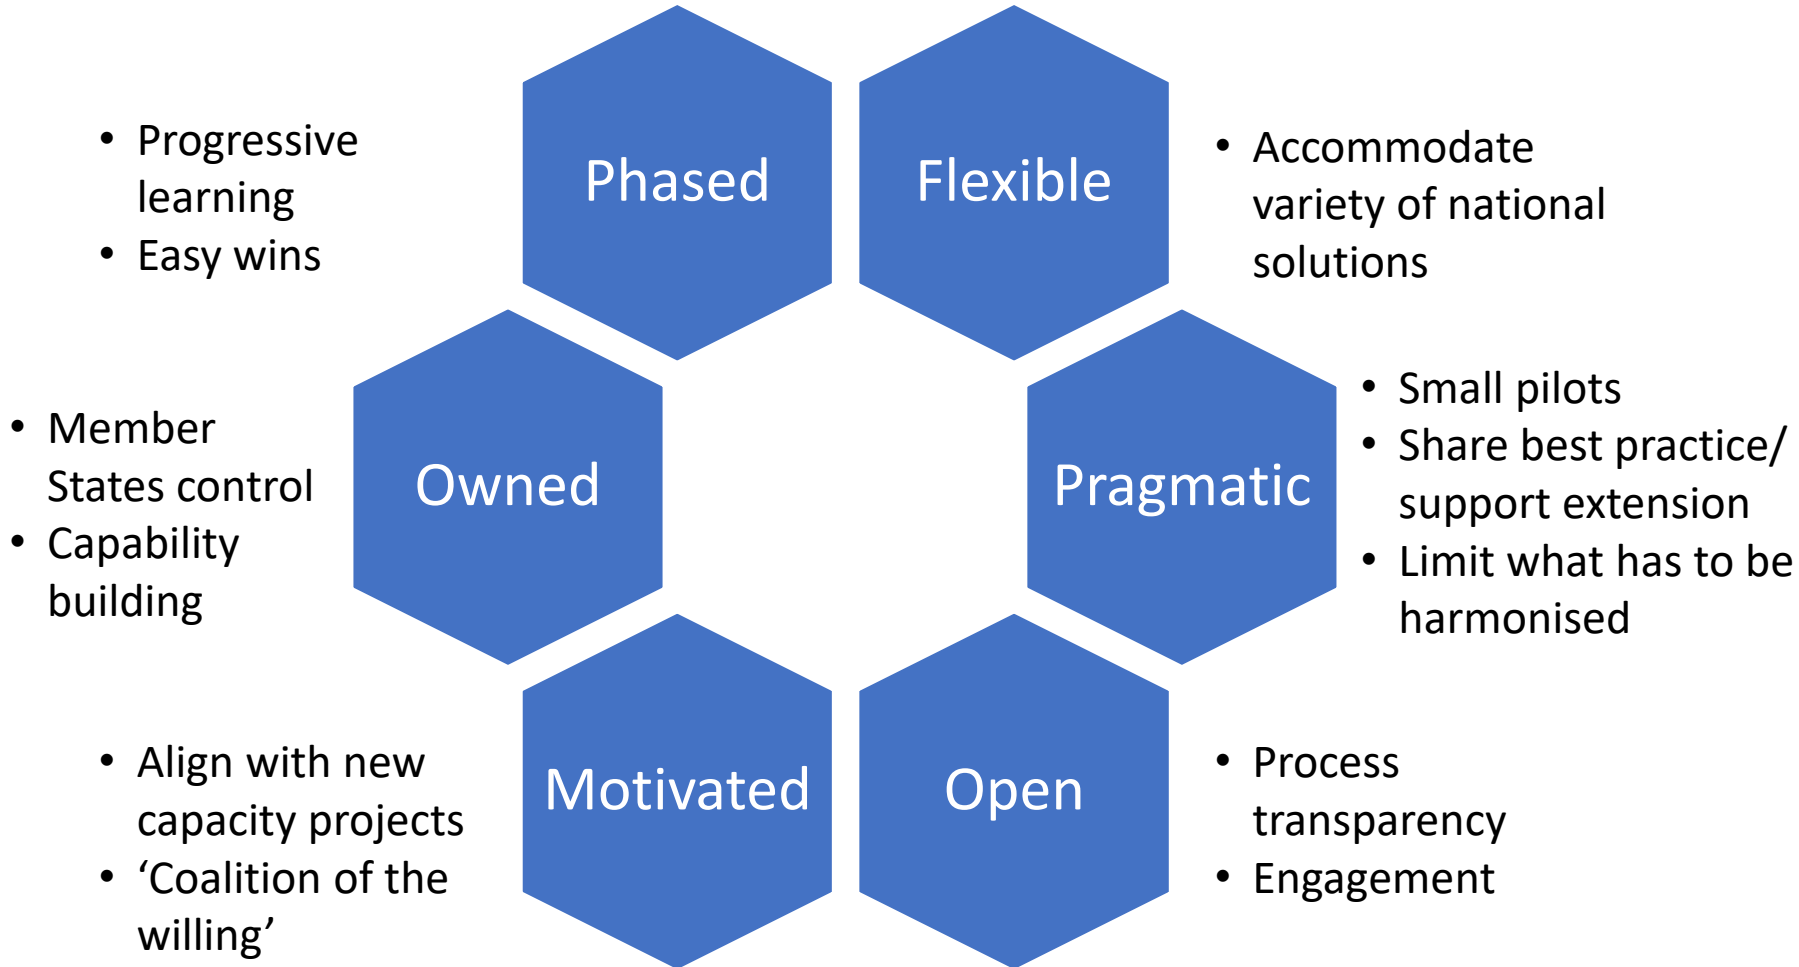 Phased
• Progressive
learning
• Easy wins
Flexible
• Accommodate
variety of national
solutions
Pragmatic
• Small pilots
• Share best practice/
support extension
• Limit what has to be
harmonised
Open
• Process
transparency
• Engagement
Motivated
• Align with new
capacity projects
• ‘Coalition of the
willing’
Owned
• Member
States control
• Capability
building